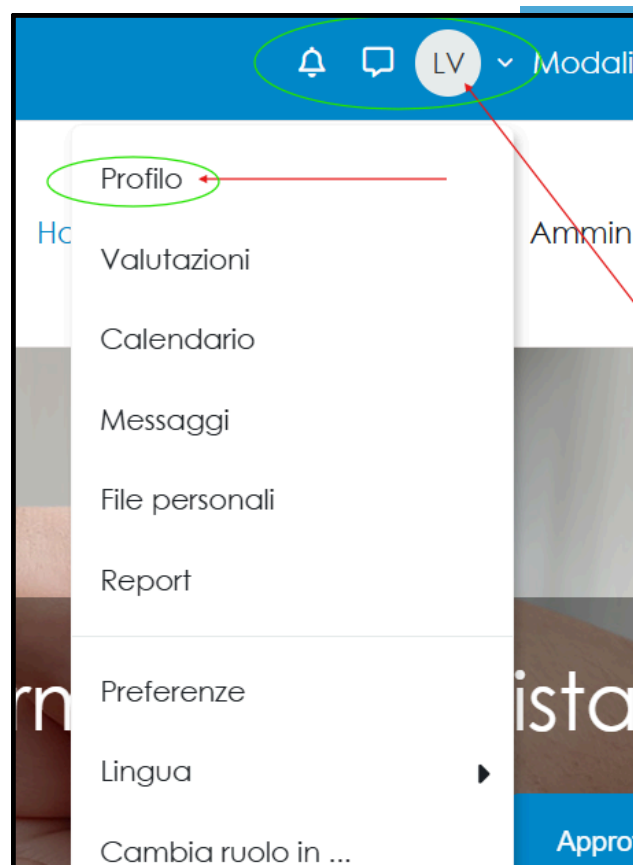 LV Modali
Profilo
Ho
Ammin
Valutazioni
Calendario
Messaggi
File personali
Report
rn
ista
Preferenze
Lingua
Cambia ruolo in ...
Appro